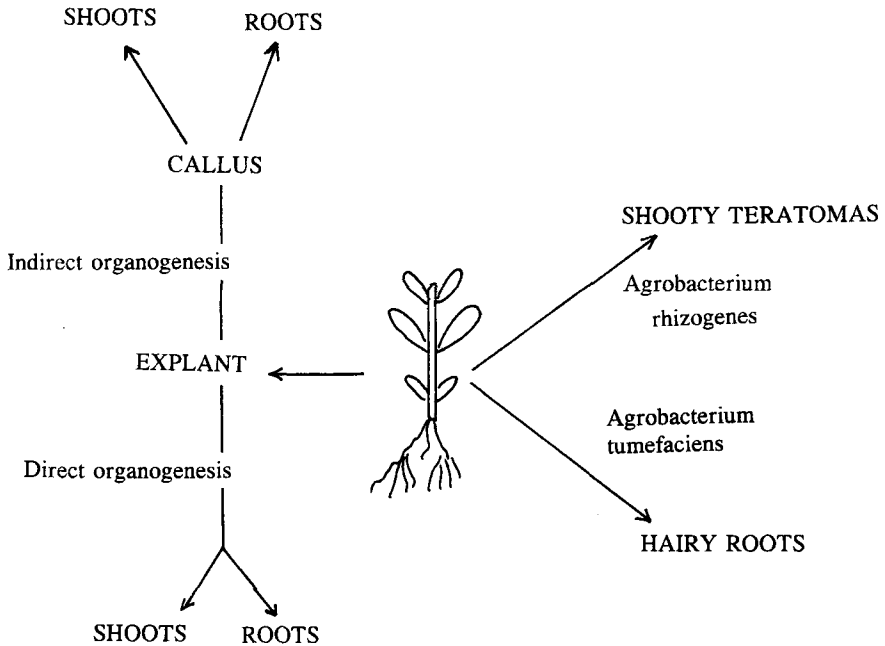 SHOOTS
ROOTS
CALLUS
Indirect organogenesis
EXPLANT
Direct organogenesis
SHOOTS
ROOTS
SHOOTY TERATOMAS
Agrobacterium
rhizogenes
Agrobacterium
tumefaciens
HAIRY ROOTS